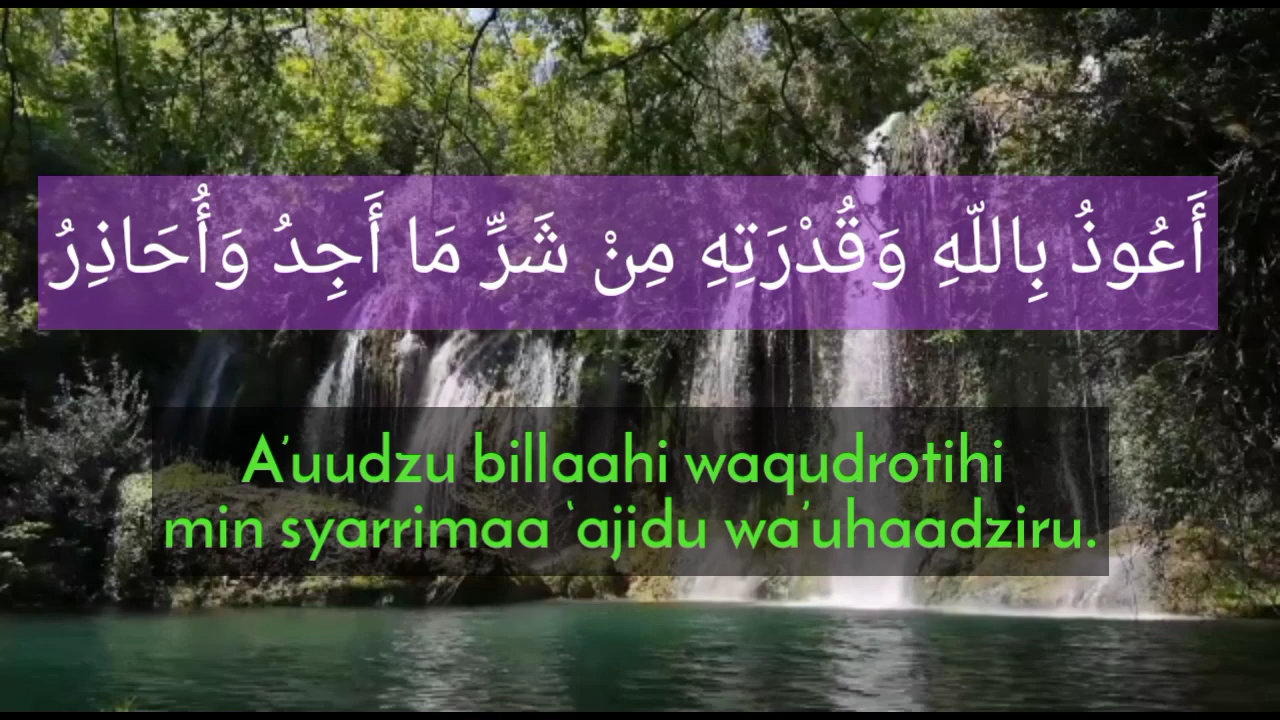 أَعُوذُ بِاللّهِ وَقُدْرَتِهِ مِنْ شَرِّ مَا أَجِدُ وَأُحَاذِرُ
A’uudzu billaahi waqudrotihi
min syarrimaa ‘ajidu wa’uhaadziru.